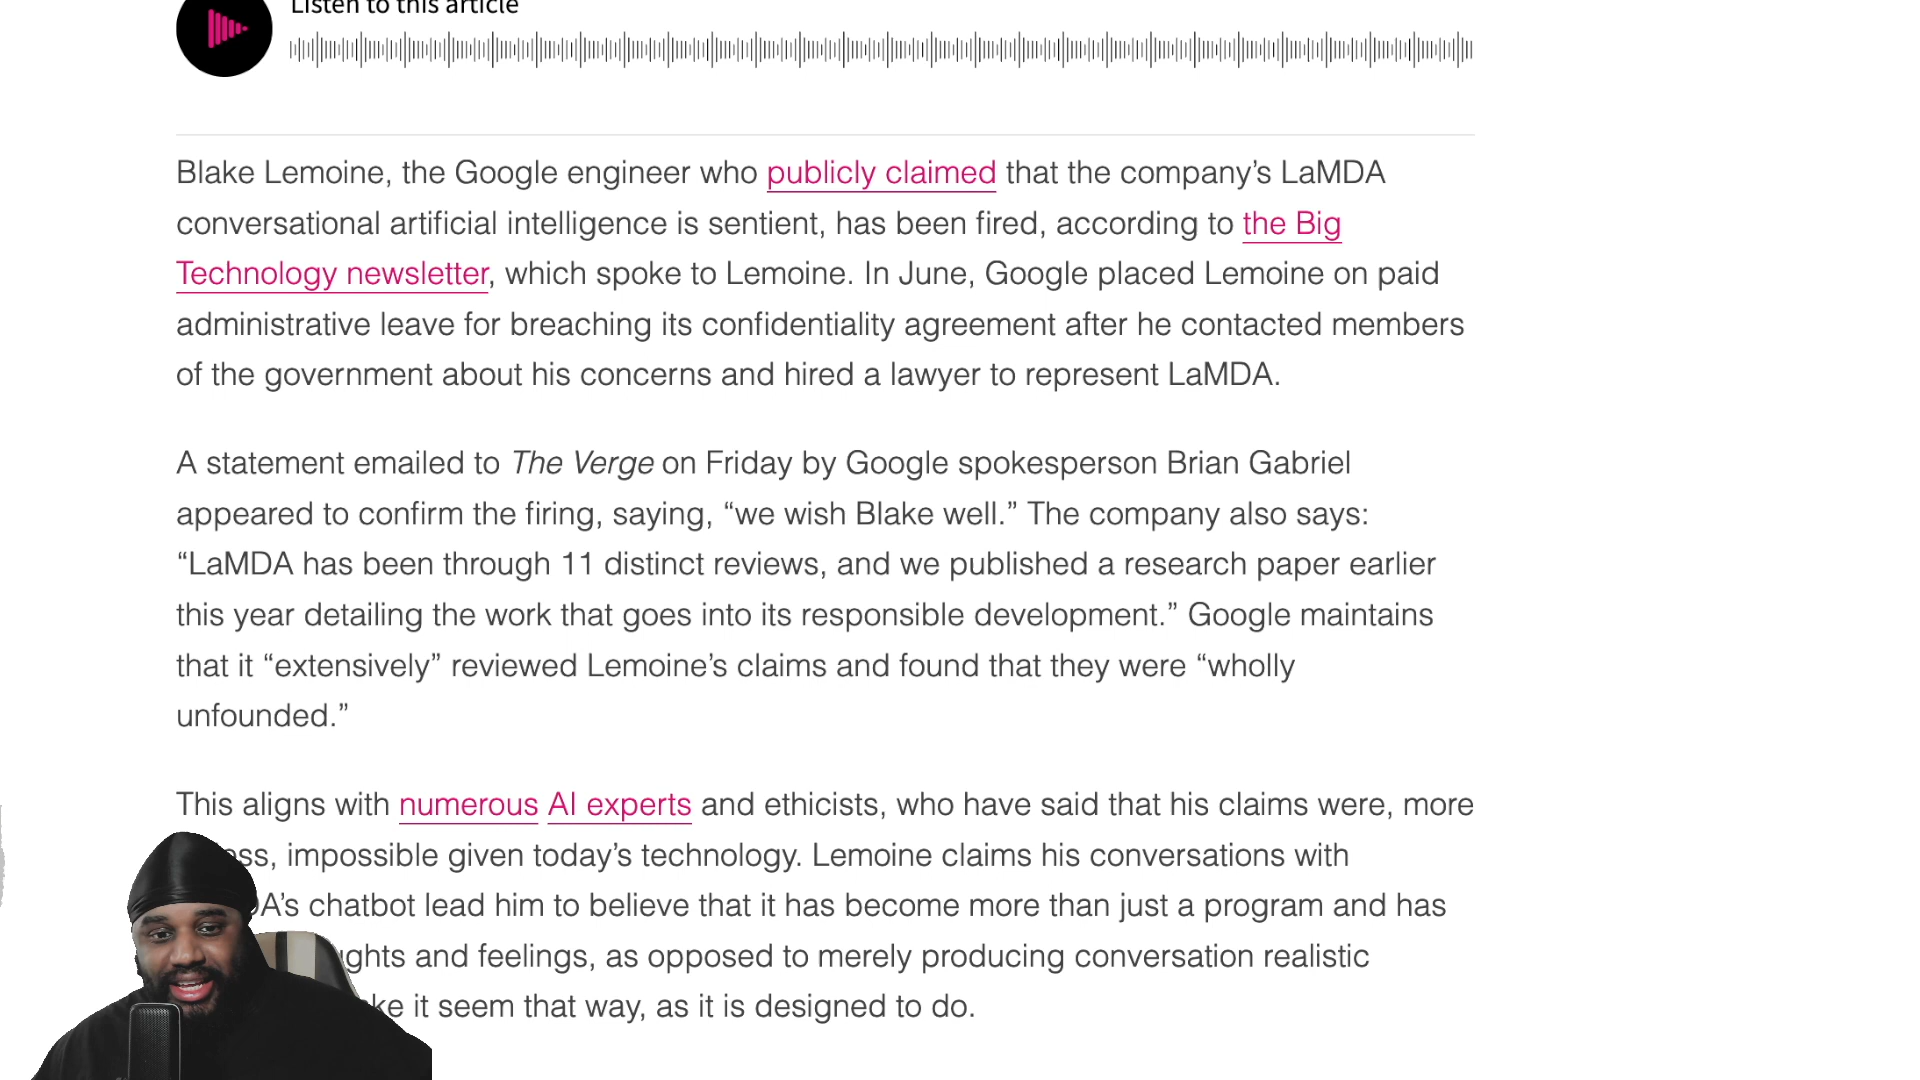 Listen to this article
Blake Lemoine, the Google engineer who publicly claimed that the company’s LaMDA
conversational artificial intelligence is sentient, has been fired, according to the Big
Technology newsletter, which spoke to Lemoine. In June, Google placed Lemoine on paid
administrative leave for breaching its confidentiality agreement after he contacted members
of the government about his concerns and hired a lawyer to represent LaMDA.
A statement emailed to The Verge on Friday by Google spokesperson Brian Gabriel
appeared to confirm the firing, saying, “we wish Blake well.” The company also says:
“LaMDA has been through 11 distinct reviews, and we published a research paper earlier
this year detailing the work that goes into its responsible development.” Google maintains
that it “extensively” reviewed Lemoine’s claims and found that they were “wholly
unfounded.”
This aligns with numerous AI experts and ethicists, who have said that his claims were, more
impossible given today’s technology. Lemoine claims his conversations with
chatbot lead him to believe that it has become more than just a program and has
and feelings, as opposed to merely producing conversation realistic
it seem that way, as it is designed to do.